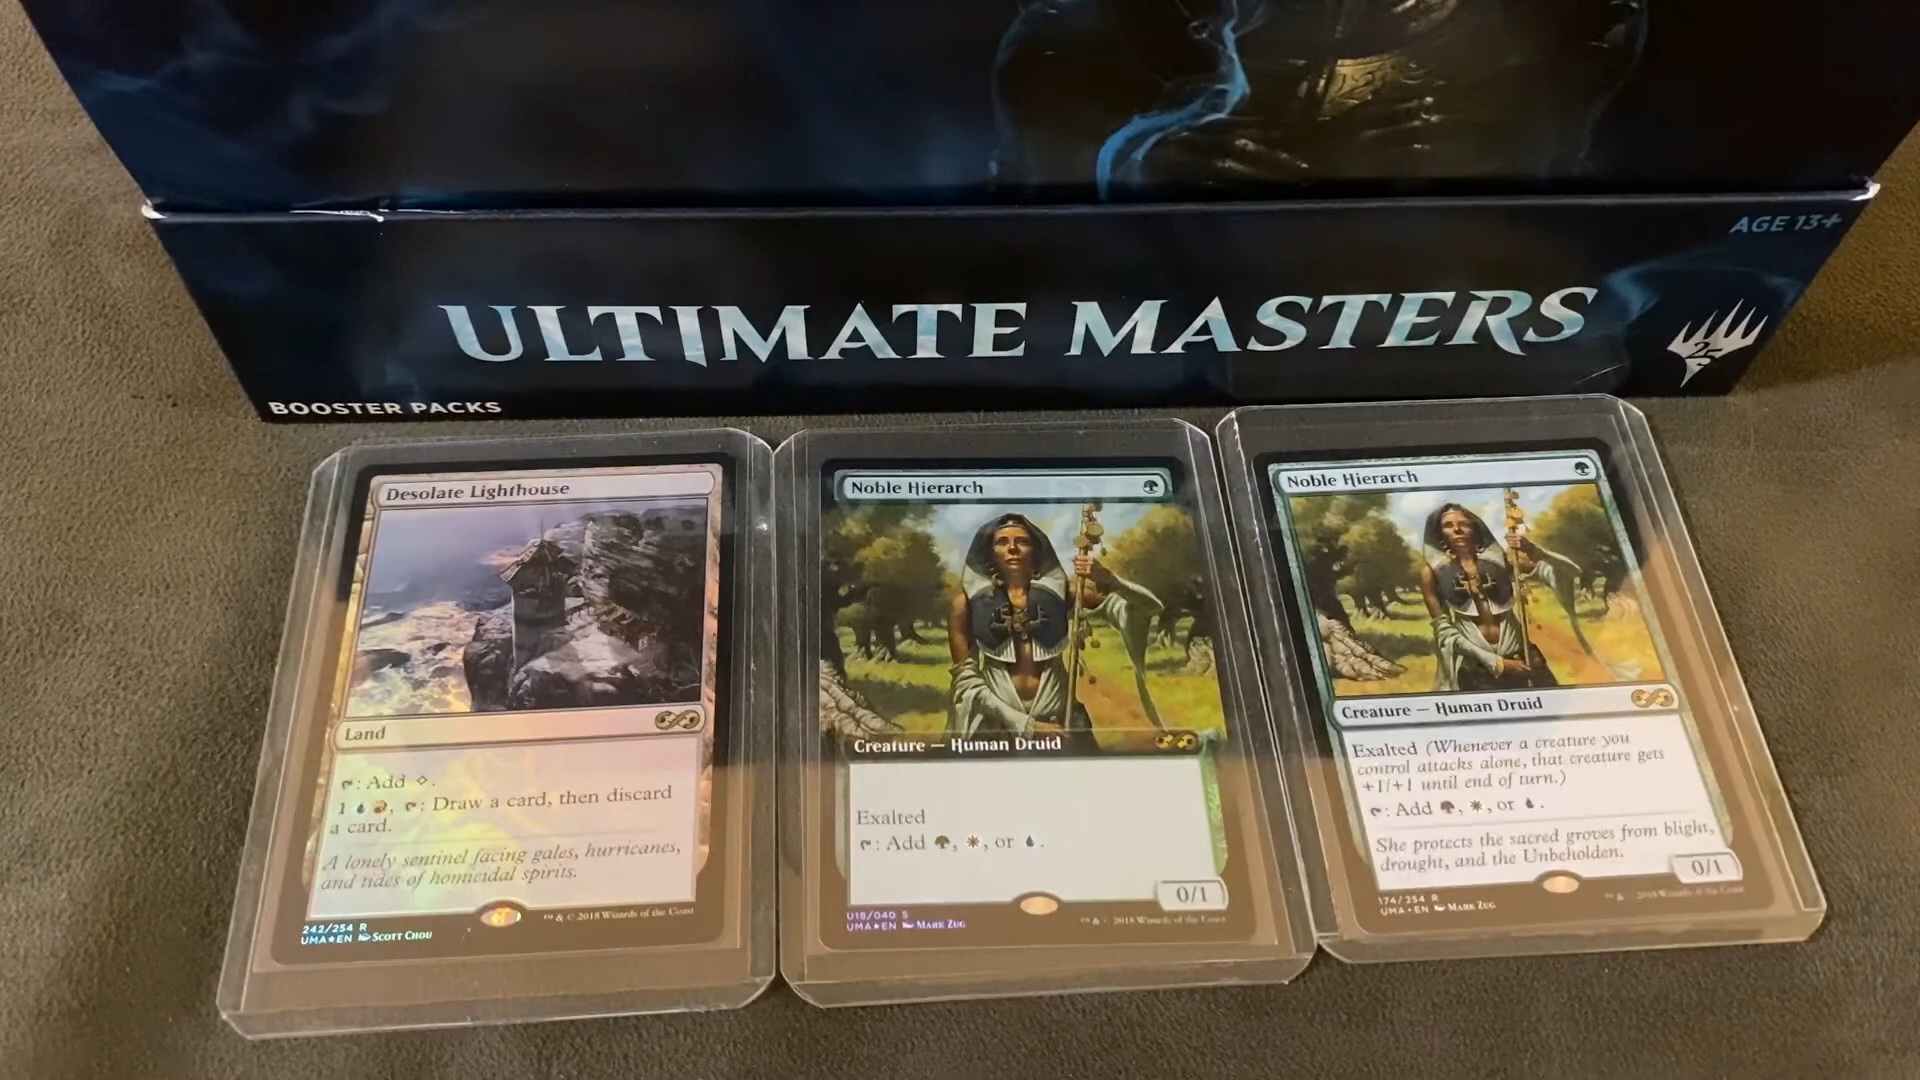 AGE 13+
ULTIMATE MASTERS
BOOSTER PACKS
Desolate Lighthouse
Land
: Add .
1 , : Draw a card, then discard
a card.
A lonely sentinel facing gales, hurricanes,
and tides of homicidal spirits.
242/254 R
UMA★EN Scott Chou
™ & © 2018 Wizards of the Coast
Noble Hierarch
Creature — Human Druid
Exalted
: Add , , or .
0/1
U18/040 S
UMA★EN Mark Zug
™ & © 2018 Wizards of the Coast
Noble Hierarch
Creature — Human Druid
Exalted (Whenever a creature you
control attacks alone, that creature gets
+1/+1 until end of turn.)
: Add , , or .
She protects the sacred groves from blight,
drought, and the Unbeholden.
0/1
174/254 R
UMA • EN Mark Zug
™ & © 2018 Wizards of the Coast